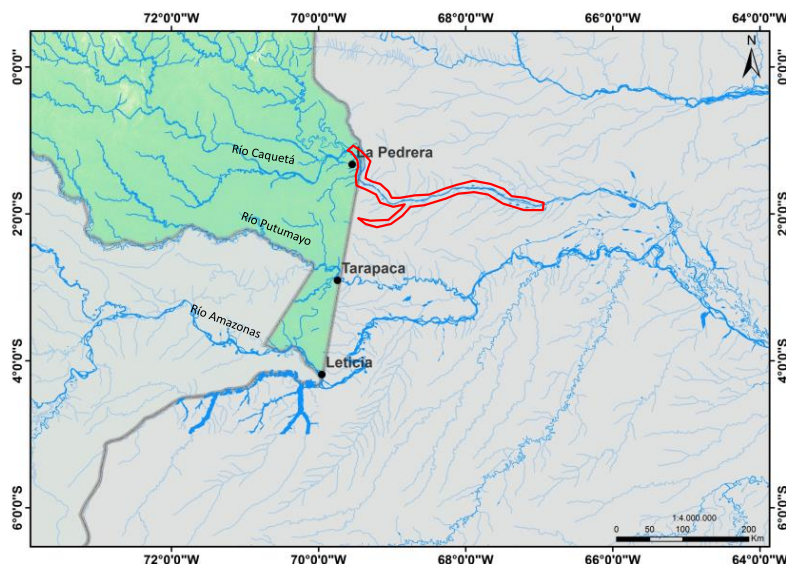 72°0'0"W 70°0'0"W 68°0'0"W 66°0'0"W 64°0'0"W
N
0°0'0"
0°0'0"
Río Caquetá
La Pedrera
2°0'0"S
2°0'0"S
Río Putumayo
Tarapaca
Río Amazonas
4°0'0"S
4°0'0"S
Leticia
6°0'0"S
6°0'0"S
1:4.000.000
0 50 100 200
Km
72°0'0"W 70°0'0"W 68°0'0"W 66°0'0"W 64°0'0"W